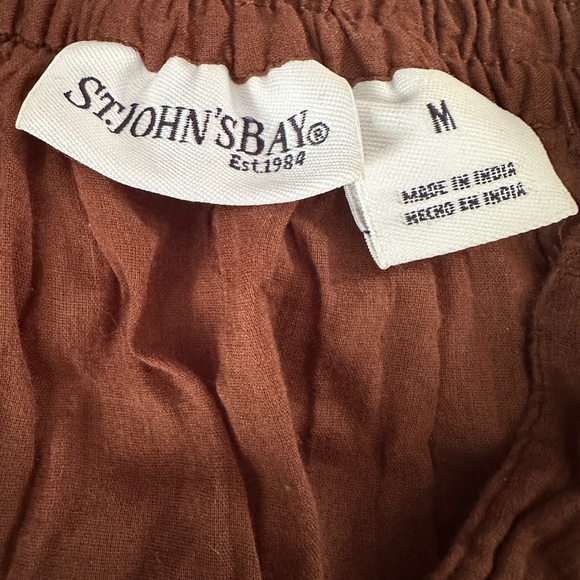 ST.JOHN'SBAY®
Est.1984
M
MADE IN INDIA
HECHO EN INDIA